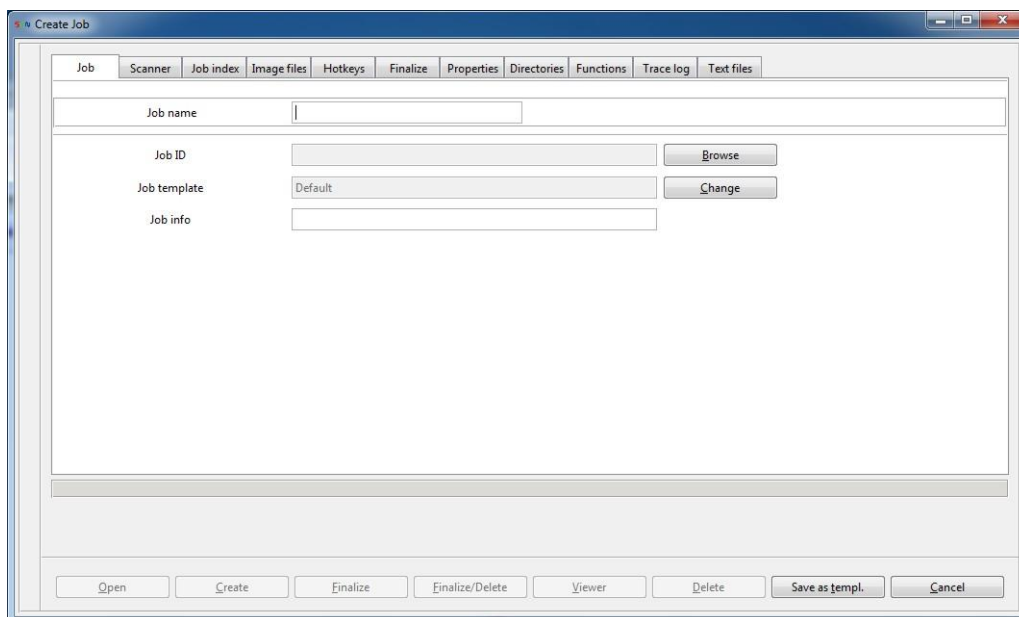 Create Job
Job Scanner Job index Image files Hotkeys Finalize Properties Directories Functions Trace log Text files
Job name
Job ID Browse
Job template Default Change
Job info
Open Create Finalize Finalize/Delete Viewer Delete Save as templ. Cancel